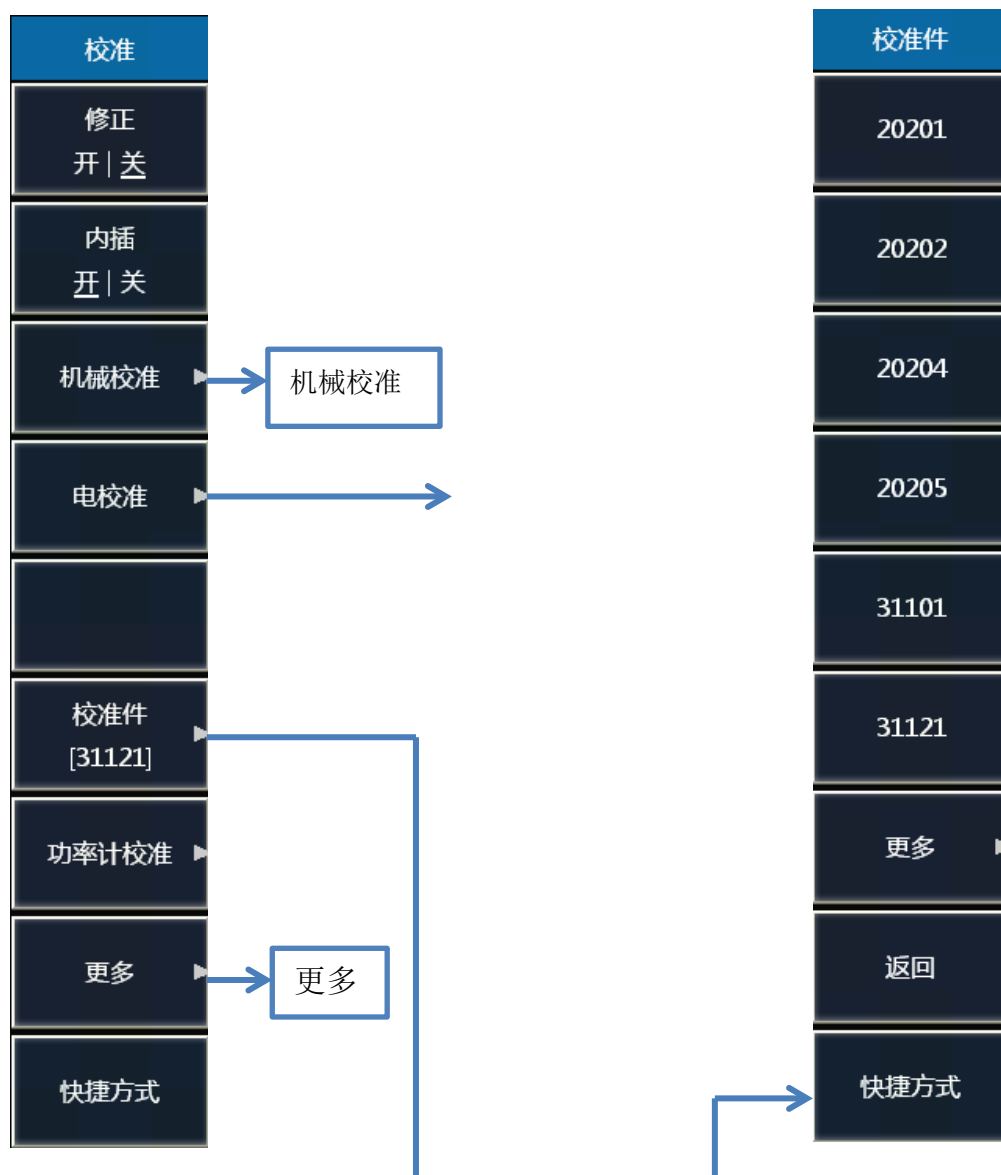 校准
修正
开|关
内插
开|关
机械校准
电校准
校准件
[31121]
功率计校准
更多
快捷方式
机械校准
更多
校准件
20201
20202
20204
20205
31101
31121
更多
返回
快捷方式